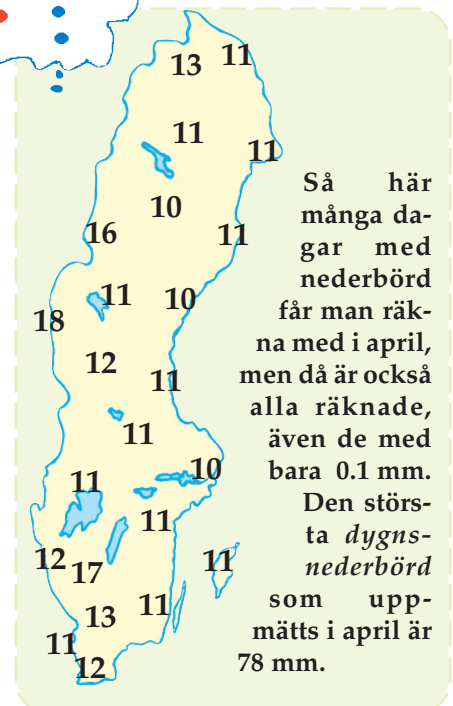 13 11
11
11
10
16
11
11
10
18
12
11
11
10
11
11
12
17
11
13
11
11
12
Så här
många da-
gar med
nederbörd
får man räk-
na med i april,
men då är också
alla räknade,
även de med
bara 0.1 mm.
Den störs-
ta dygns-
nederbörd
som upp-
mätts i april är
78 mm.